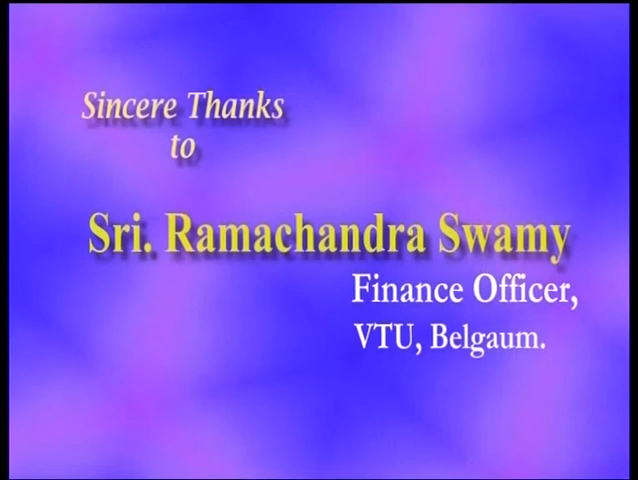 Sincere Thanks
to
Sri. Ramachandra Swamy
Finance Officer,
VTU, Belgaum.